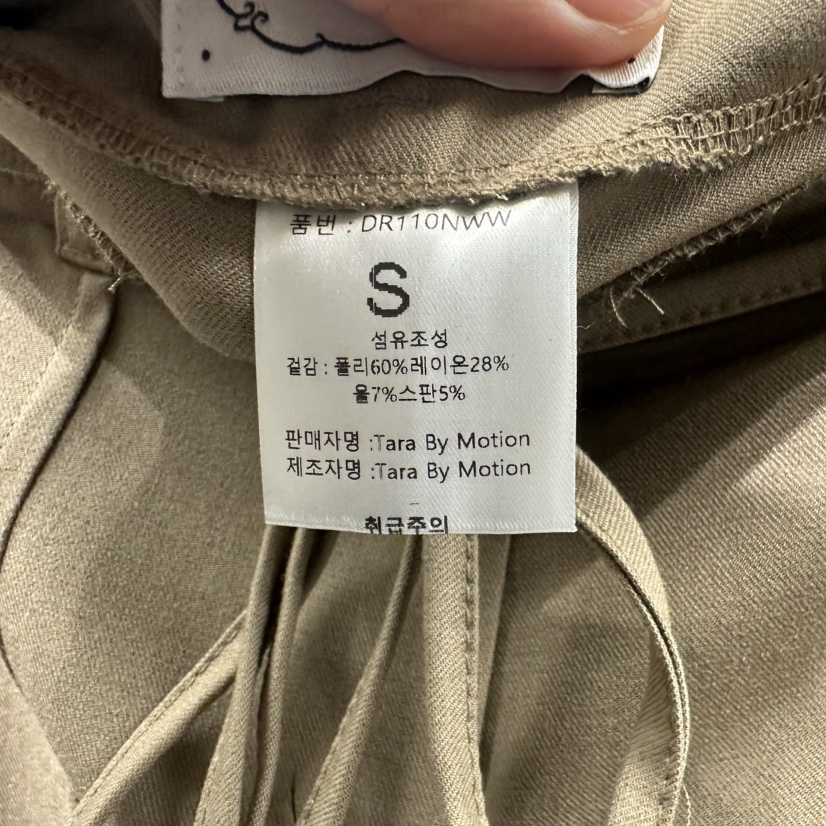 품번 : DR110NWW
S
섬유조성
겉감 : 폴리60%레이온28%
울7%스판5%
판매자명 :Tara By Motion
제조자명 :Tara By Motion
취급주의